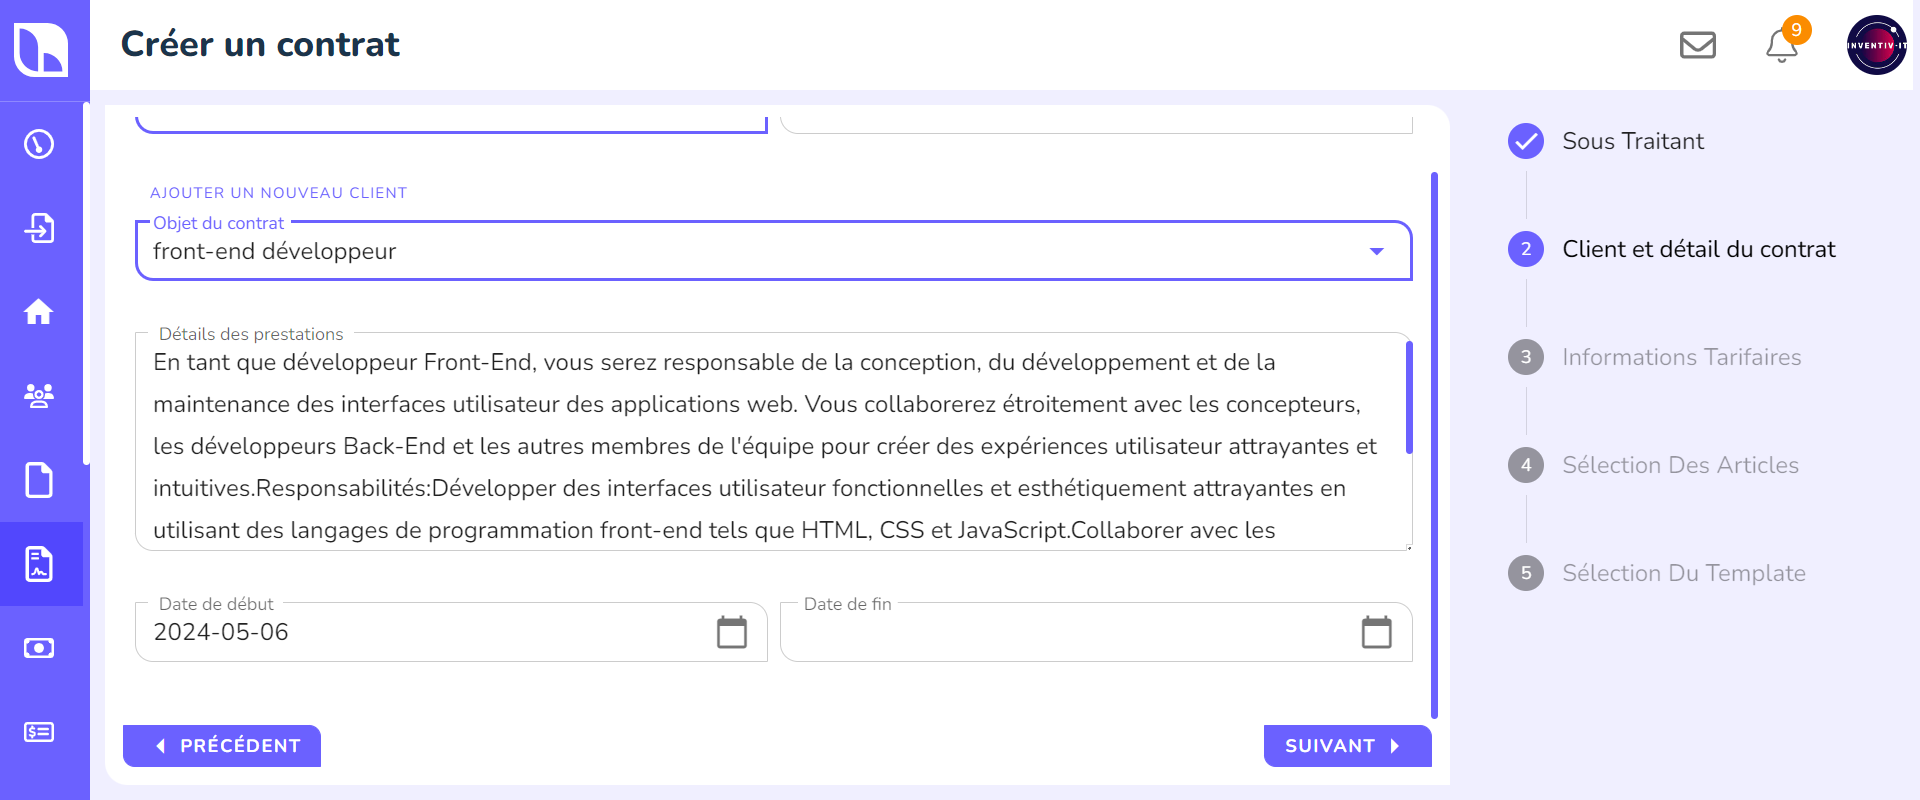 Créer un contrat
9
INVENTIV-IT
AJOUTER UN NOUVEAU CLIENT
Objet du contrat
front-end développeur
Détails des prestations
En tant que développeur Front-End, vous serez responsable de la conception, du développement et de la
maintenance des interfaces utilisateur des applications web. Vous collaborerez étroitement avec les concepteurs,
les développeurs Back-End et les autres membres de l'équipe pour créer des expériences utilisateur attrayantes et
intuitives.Responsabilités:Développer des interfaces utilisateur fonctionnelles et esthétiquement attrayantes en
utilisant des langages de programmation front-end tels que HTML, CSS et JavaScript.Collaborer avec les
Date de début
2024-05-06
Date de fin
PRÉCÉDENT
SUIVANT
Sous Traitant
2 Client et détail du contrat
3 Informations Tarifaires
4 Sélection Des Articles
5 Sélection Du Template